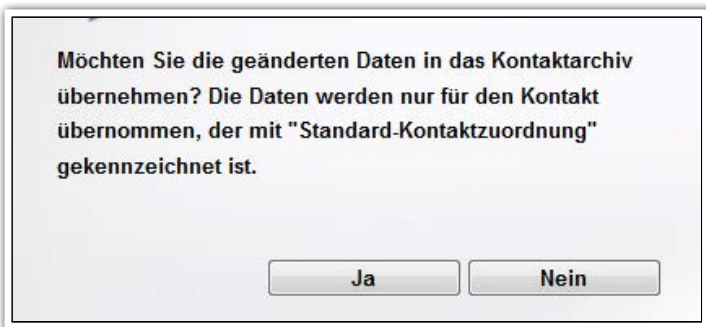 Möchten Sie die geänderten Daten in das Kontaktarchiv
übernehmen? Die Daten werden nur für den Kontakt
übernommen, der mit "Standard-Kontaktzuordnung"
gekennzeichnet ist.
Ja
Nein